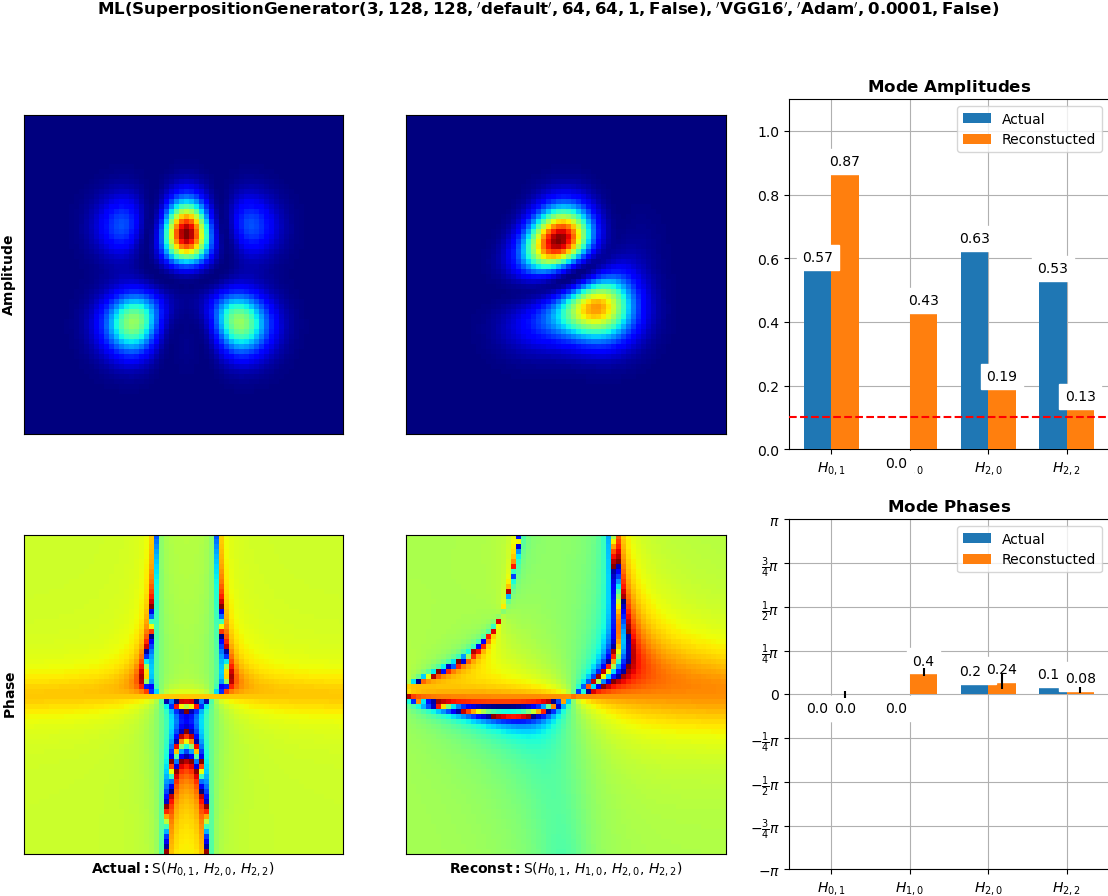 ML(SuperpositionGenerator(3, 128, 128, 'default', 64, 64, 1, False), 'VGG16', 'Adam', 0.0001, False)
Mode Amplitudes
Actual
Reconstucted
1.0
0.8
0.6
0.4
0.2
0.0
0.57
0.87
0.0
0.43
0.63
0.19
0.53
0.13
H0,1
0
H2,0
H2,2
Amplitude
Mode Phases
Actual
Reconstucted
π
3/4π
1/2π
1/4π
0
−1/4π
−1/2π
−3/4π
−π
0.0
0.0
0.0
0.4
0.2
0.24
0.1
0.08
H0,1
H1,0
H2,0
H2,2
Phase
Actual: S(H0,1, H2,0, H2,2)
Reconst: S(H0,1, H1,0, H2,0, H2,2)